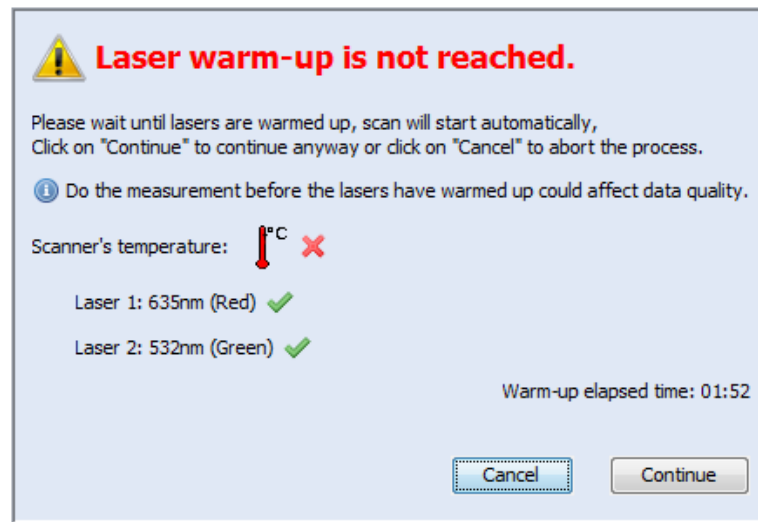 Laser warm-up is not reached.
Please wait until lasers are warmed up, scan will start automatically,
Click on "Continue" to continue anyway or click on "Cancel" to abort the process.
Do the measurement before the lasers have warmed up could affect data quality.
Scanner's temperature: °C
Laser 1: 635nm (Red)
Laser 2: 532nm (Green)
Warm-up elapsed time: 01:52
Cancel Continue